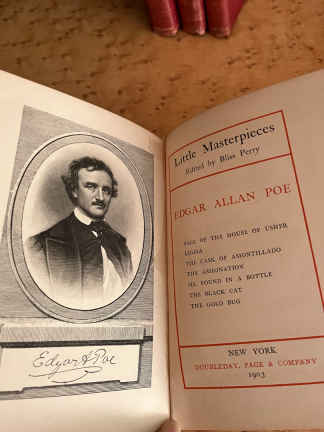 Edgar A Poe
Little Masterpieces
Edited by Bliss Perry
EDGAR ALLAN POE
FALL OF THE HOUSE OF USHER
LIGEIA
THE CASK OF AMONTILLADO
THE ASSIGNATION
MS. FOUND IN A BOTTLE
THE BLACK CAT
THE GOLD BUG
NEW YORK
DOUBLEDAY, PAGE & COMPANY
1903